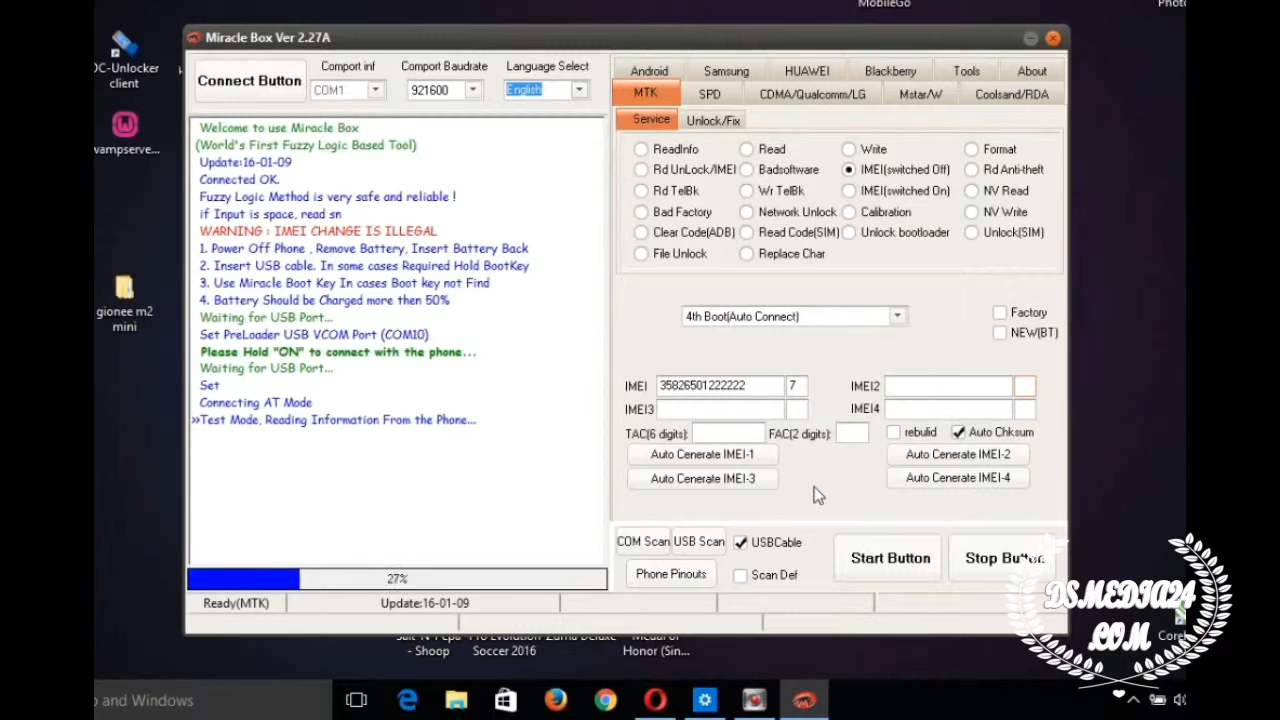 MobileGo
Photo
Miracle Box Ver 2.27A
DC-Unlocker
client
wampserve...
gionee m2
mini
Connect Button
Comport inf
COM1
Comport Baudrate
921600
Language Select
English
Android
Samsung
HUAWEI
Blackberry
Tools
About
MTK
SPD
CDMA/Qualcomm/LG
Mstar/W
Coolsand/RDA
Service
Unlock/Fix
Welcome to use Miracle Box
(World's First Fuzzy Logic Based Tool)
Update:16-01-09
Connected OK.
Fuzzy Logic Method is very safe and reliable !
if Input is space, read sn
WARNING : IMEI CHANGE IS ILLEGAL
1. Power Off Phone , Remove Battery, Insert Battery Back
2. Insert USB cable. In some cases Required Hold BootKey
3. Use Miracle Boot Key In cases Boot key not Find
4. Battery Should be Charged more then 50%
Waiting for USB Port...
Set PreLoader USB VCOM Port (COM10)
Please Hold "ON" to connect with the phone...
Waiting for USB Port...
Set
Connecting AT Mode
»Test Mode, Reading Information From the Phone...
ReadInfo
Read
Write
Format
Rd UnLock/IMEI
Badsoftware
IMEI(switched Off)
Rd Anti-theft
Rd TelBk
Wr TelBk
IMEI(switched On)
NV Read
Bad Factory
Network Unlock
Calibration
NV Write
Clear Code(ADB)
Read Code(SIM)
Unlock bootloader
Unlock(SIM)
File Unlock
Replace Char
4th Boot(Auto Connect)
Factory
NEW(BT)
IMEI 35826501222222 7
IMEI2
IMEI3
IMEI4
TAC(6 digits):
FAC(2 digits):
rebulid
Auto Chksum
Auto Cenerate IMEI-1
Auto Cenerate IMEI-2
Auto Cenerate IMEI-3
Auto Cenerate IMEI-4
COM Scan
USB Scan
USBCable
Start Button
Stop Button
Phone Pinouts
Scan Def
27%
Ready(MTK)
Update:16-01-09
- Shoop
Soccer 2016
Honor (Sin...
DSMEDIA24
.COM
and Windows